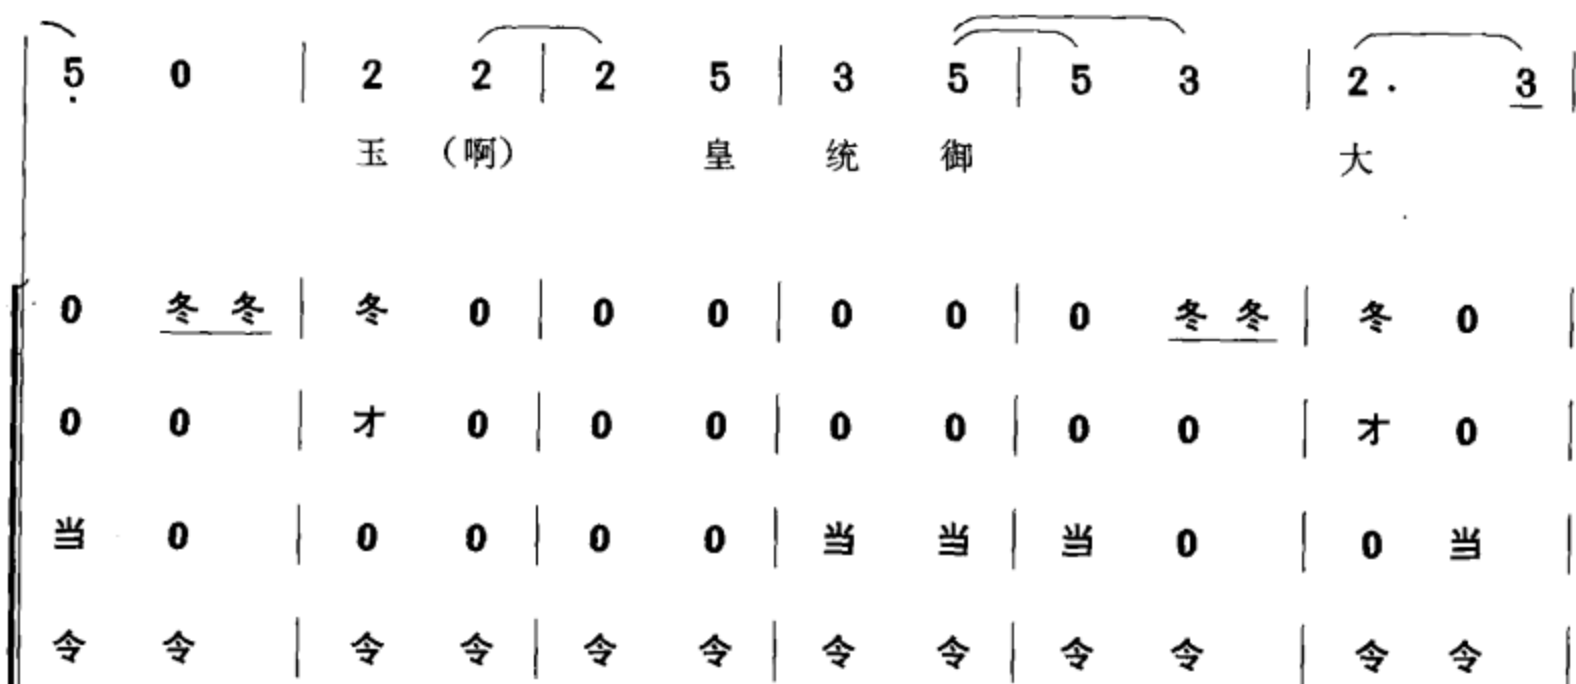 5̣ 0 | 2 2 | 2 5 | 3 5 | 5 3 | 2. 3 |
玉 （啊） 皇 统 御 大
0 冬 冬 | 冬 0 | 0 0 | 0 0 | 0 冬 冬 | 冬 0 |
0 0 | 才 0 | 0 0 | 0 0 | 0 0 | 才 0 |
当 0 | 0 0 | 0 0 | 当 当 | 当 0 | 0 当 |
令 令 | 令 令 | 令 令 | 令 令 | 令 令 | 令 令 |